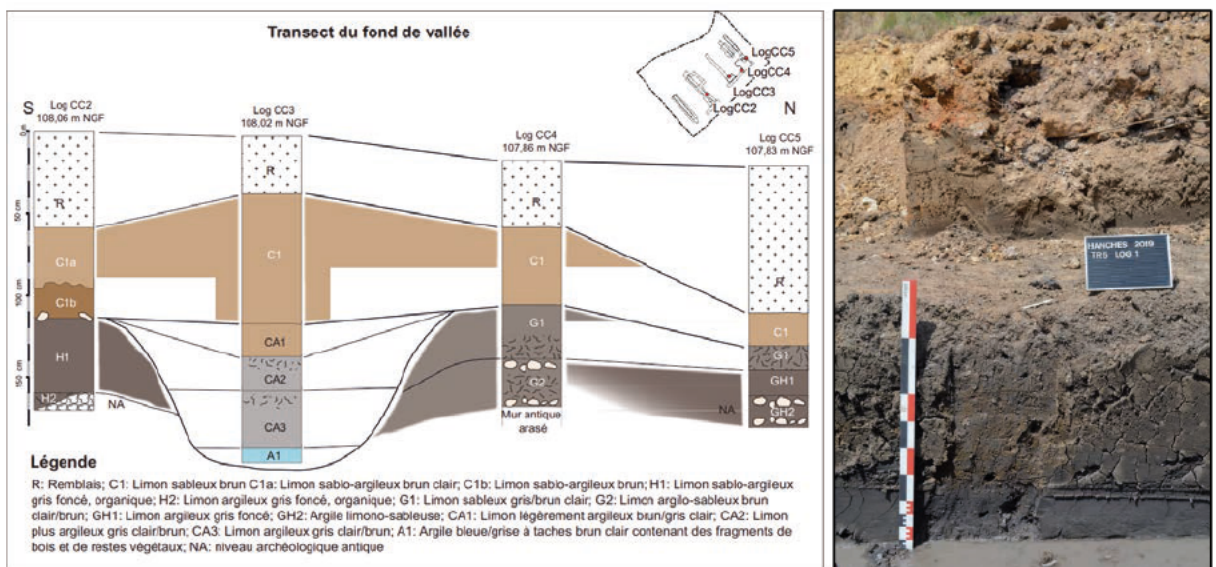 Transect du fond de vallée
LogCC5
LogCC4
LogCC3
LogCC2
S
N
Log CC2
108,06 m NGF
Log CC3
108,02 m NGF
Log CC4
107,86 m NGF
Log CC5
107,83 m NGF
0m
50 cm
100 cm
150 cm
R
C1a
C1b
H1
H2
NA
R
C1
CA1
CA2
CA3
A1
R
C1
G1
G2
Mur antique
arasé
R
C1
G1
GH1
GH2
NA
Légende
R: Remblais; C1: Limon sableux brun C1a: Limon sablo-argileux brun clair; C1b: Limon sablo-argileux brun; H1: Limon sablo-argileux
gris foncé, organique; H2: Limon argileux gris foncé, organique; G1: Limon sableux gris/brun clair; G2: Limon argilo-sableux brun
clair/brun; GH1: Limon argileux gris foncé; GH2: Argile limono-sableuse; CA1: Limon légèrement argileux brun/gris clair; CA2: Limon
plus argileux gris clair/brun; CA3: Limon argileux gris clair/brun; A1: Argile bleue/grise à taches brun clair contenant des fragments de
bois et de restes végétaux; NA: niveau archéologique antique
HANCHES 2019
TR5 LOG 1